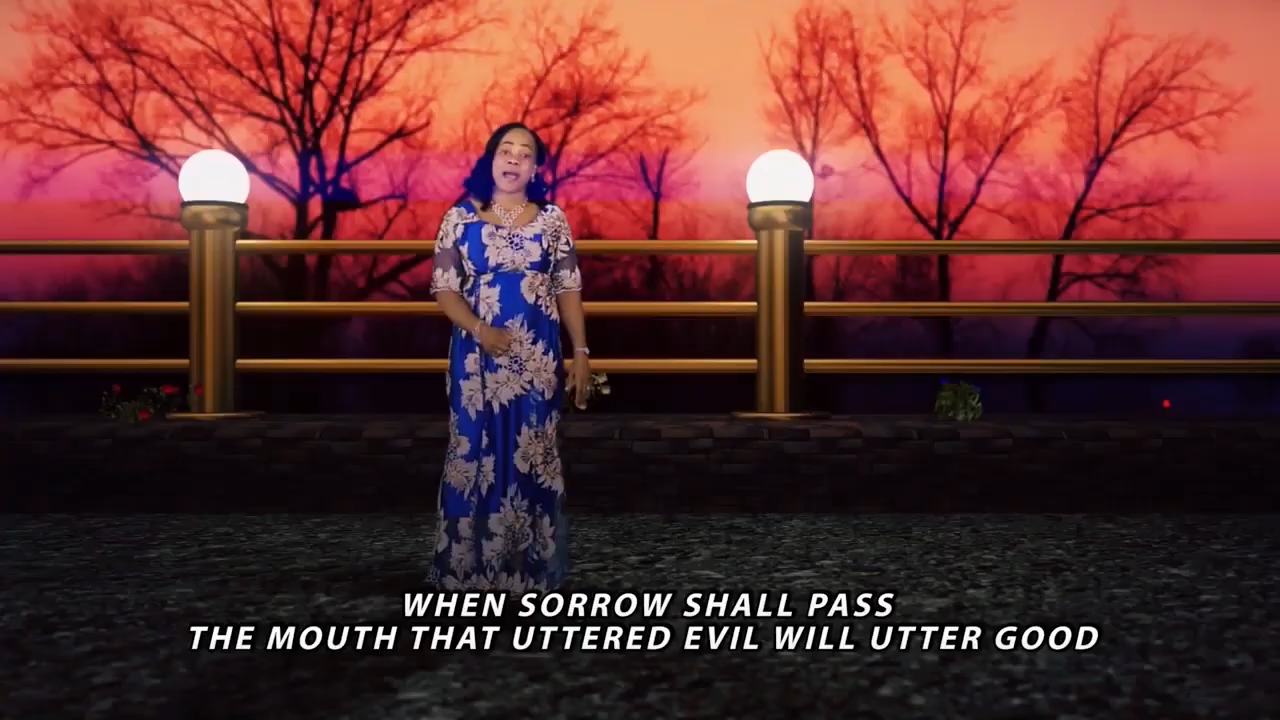 WHEN SORROW SHALL PASS
THE MOUTH THAT UTTERED EVIL WILL UTTER GOOD